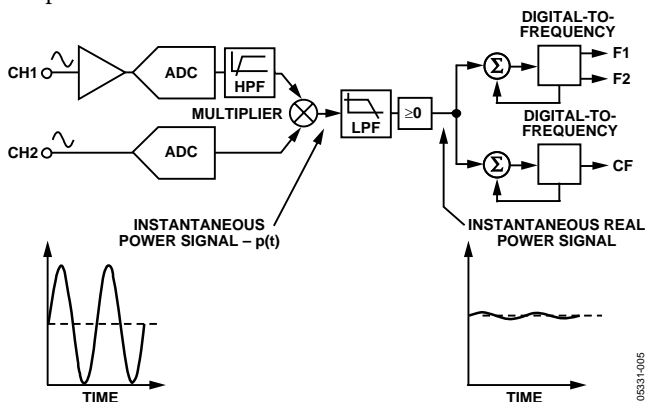 DIGITAL-TO-
FREQUENCY
F1
F2
CH1
ADC
HPF
MULTIPLIER
LPF
≥0
Σ
DIGITAL-TO-
FREQUENCY
CH2
ADC
Σ
CF
INSTANTANEOUS
POWER SIGNAL – p(t)
INSTANTANEOUS REAL
POWER SIGNAL
TIME
TIME
05331-005